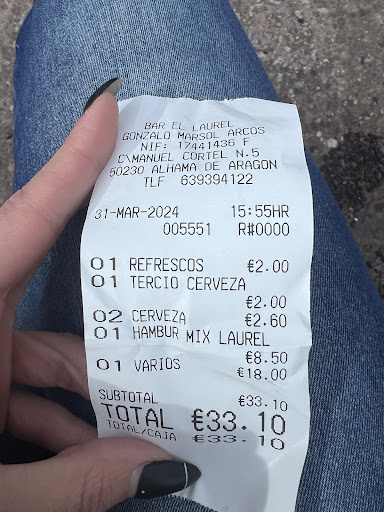 BAR EL LAUREL
GONZALO MARSOL ARCOS
NIF: 17441436 F
C\MANUEL CORTEL N.5
50230 ALHAMA DE ARAGON
TLF 639394122
31-MAR-2024 15:55HR
005551 R#0000
01 REFRESCOS €2.00
01 TERCIO CERVEZA
€2.00
02 CERVEZA €2.60
01 HAMBUR MIX LAUREL
€8.50
01 VARIOS €18.00
SUBTOTAL €33.10
TOTAL €33.10
TOTAL/CAJA €33.10